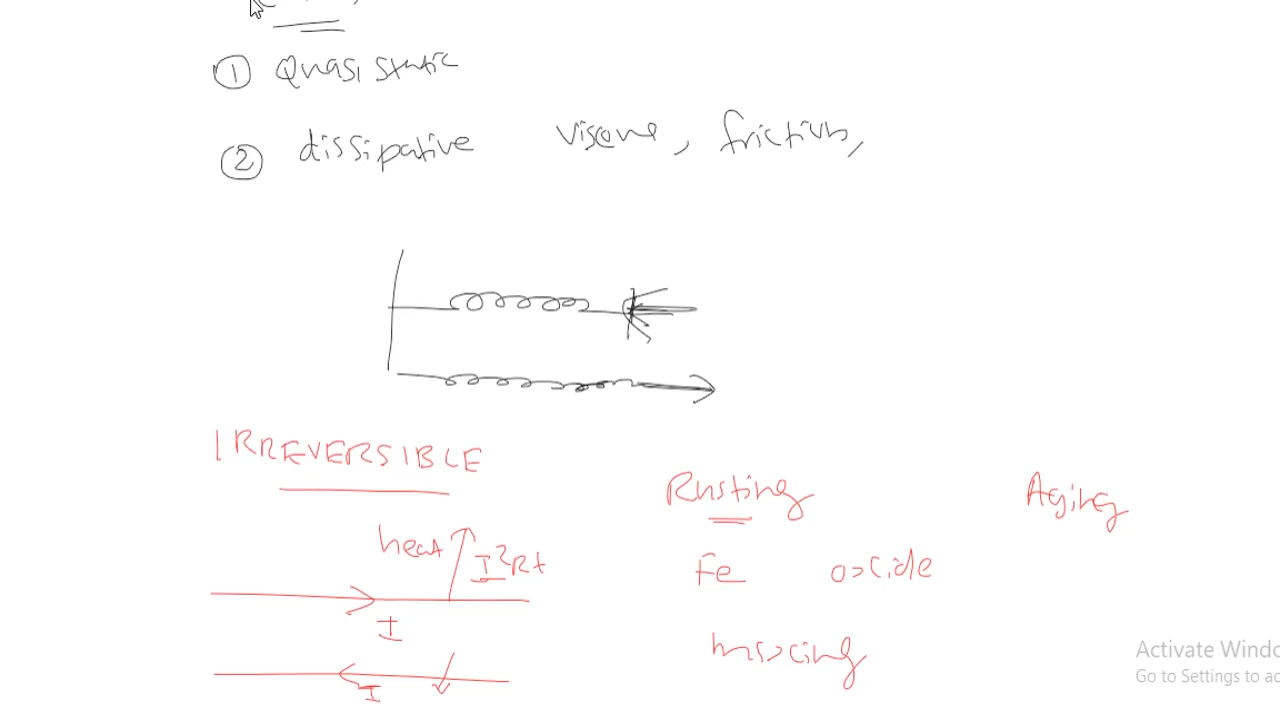 ① Quasi static
② dissipative viscous, friction,
IRREVERSIBLE
Rusting
Aging
heat I²Rt
Fe oxide
I
mixing
I
Activate Windo
Go to Settings to ac